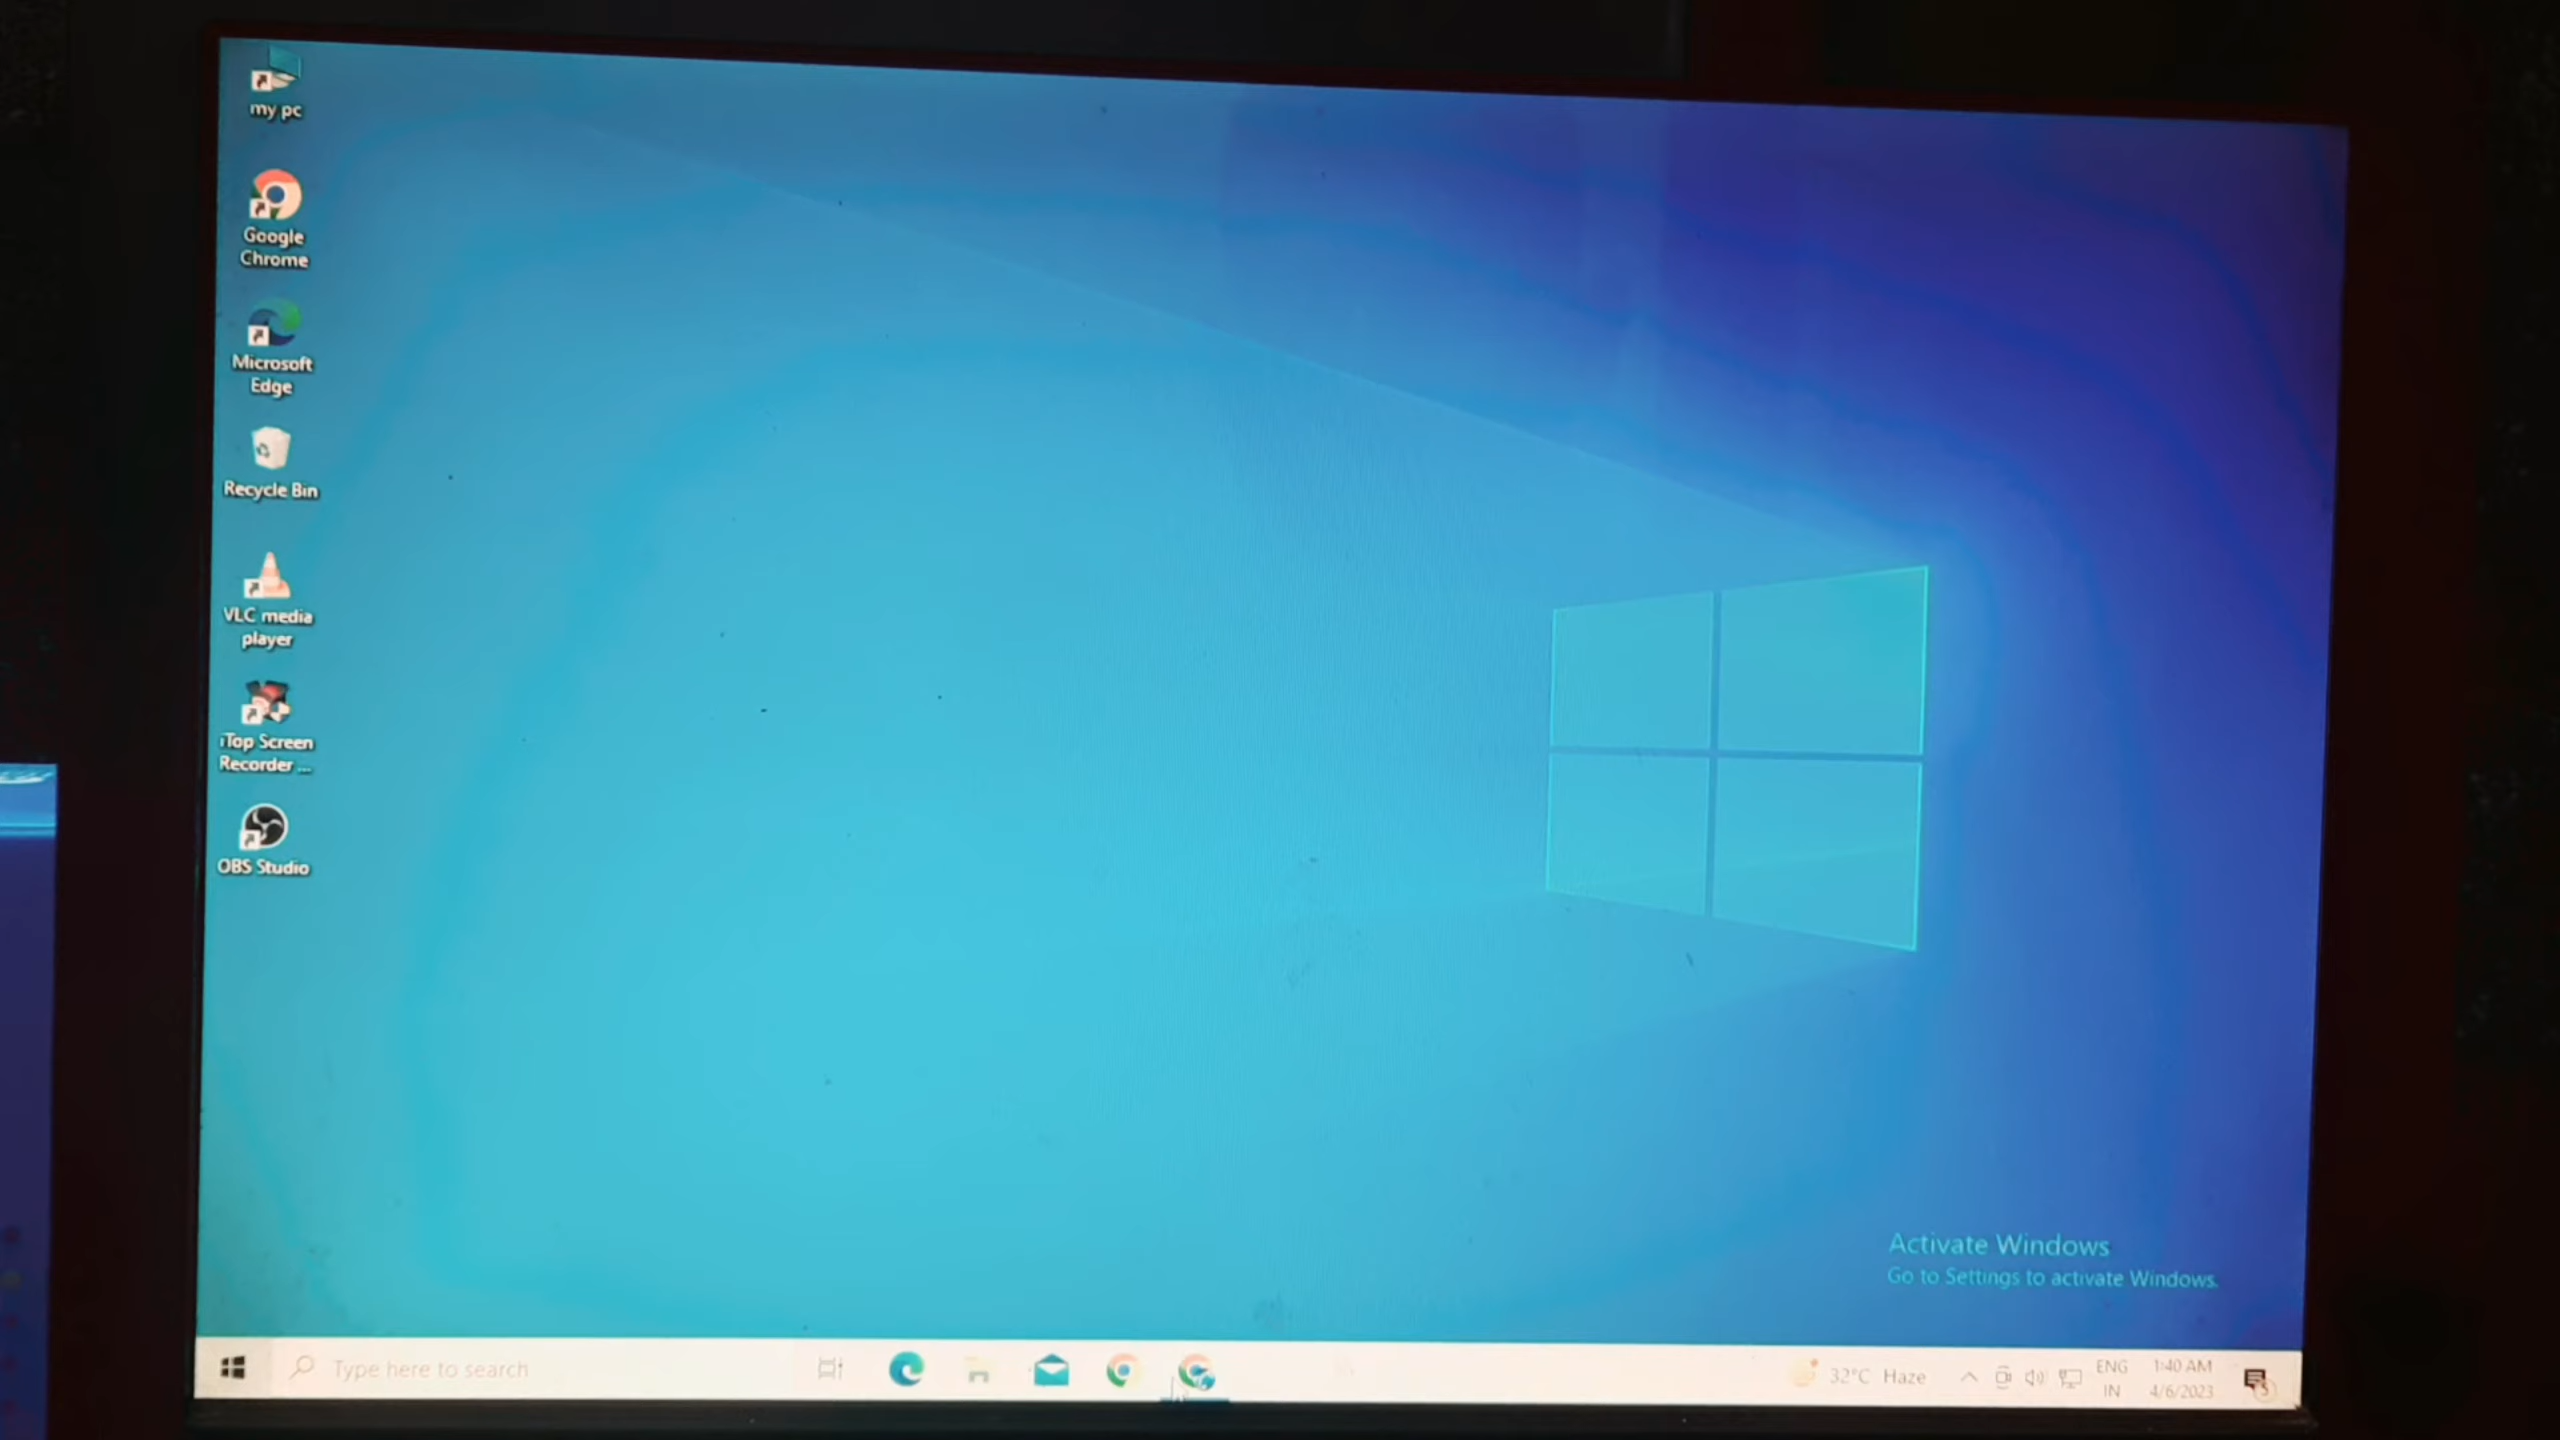 my pc
Google
Chrome
Microsoft
Edge
Recycle Bin
VLC media
player
iTop Screen
Recorder ...
OBS Studio
Activate Windows
Go to Settings to activate Windows.
Type here to search
32°C Haze
ENG
IN
1:40 AM
4/6/2023
5